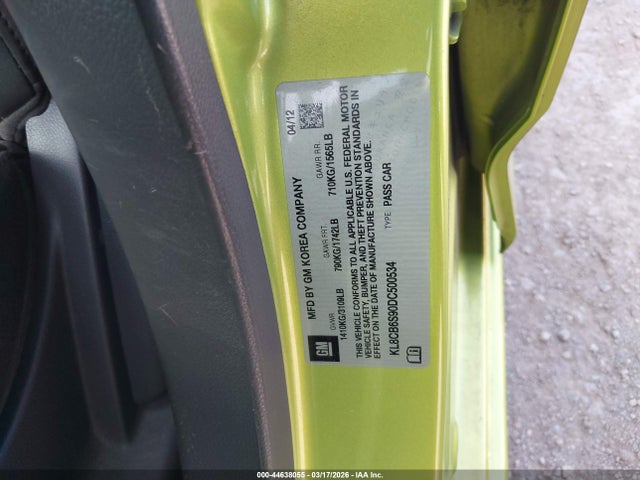 MFD BY GM KOREA COMPANY
04/12
GVWR
1410KG/3109LB
GAWR FRT.
790KG/1742LB
GAWR RR.
710KG/1565LB
THIS VEHICLE CONFORMS TO ALL APPLICABLE U.S. FEDERAL MOTOR
VEHICLE SAFETY, BUMPER, AND THEFT PREVENTION STANDARDS IN
EFFECT ON THE DATE OF MANUFACTURE SHOWN ABOVE.
TYPE: PASS CAR
KL8CB6S90DC500534
GM
000-44638055 | 03/17/2026 | IAA Inc.